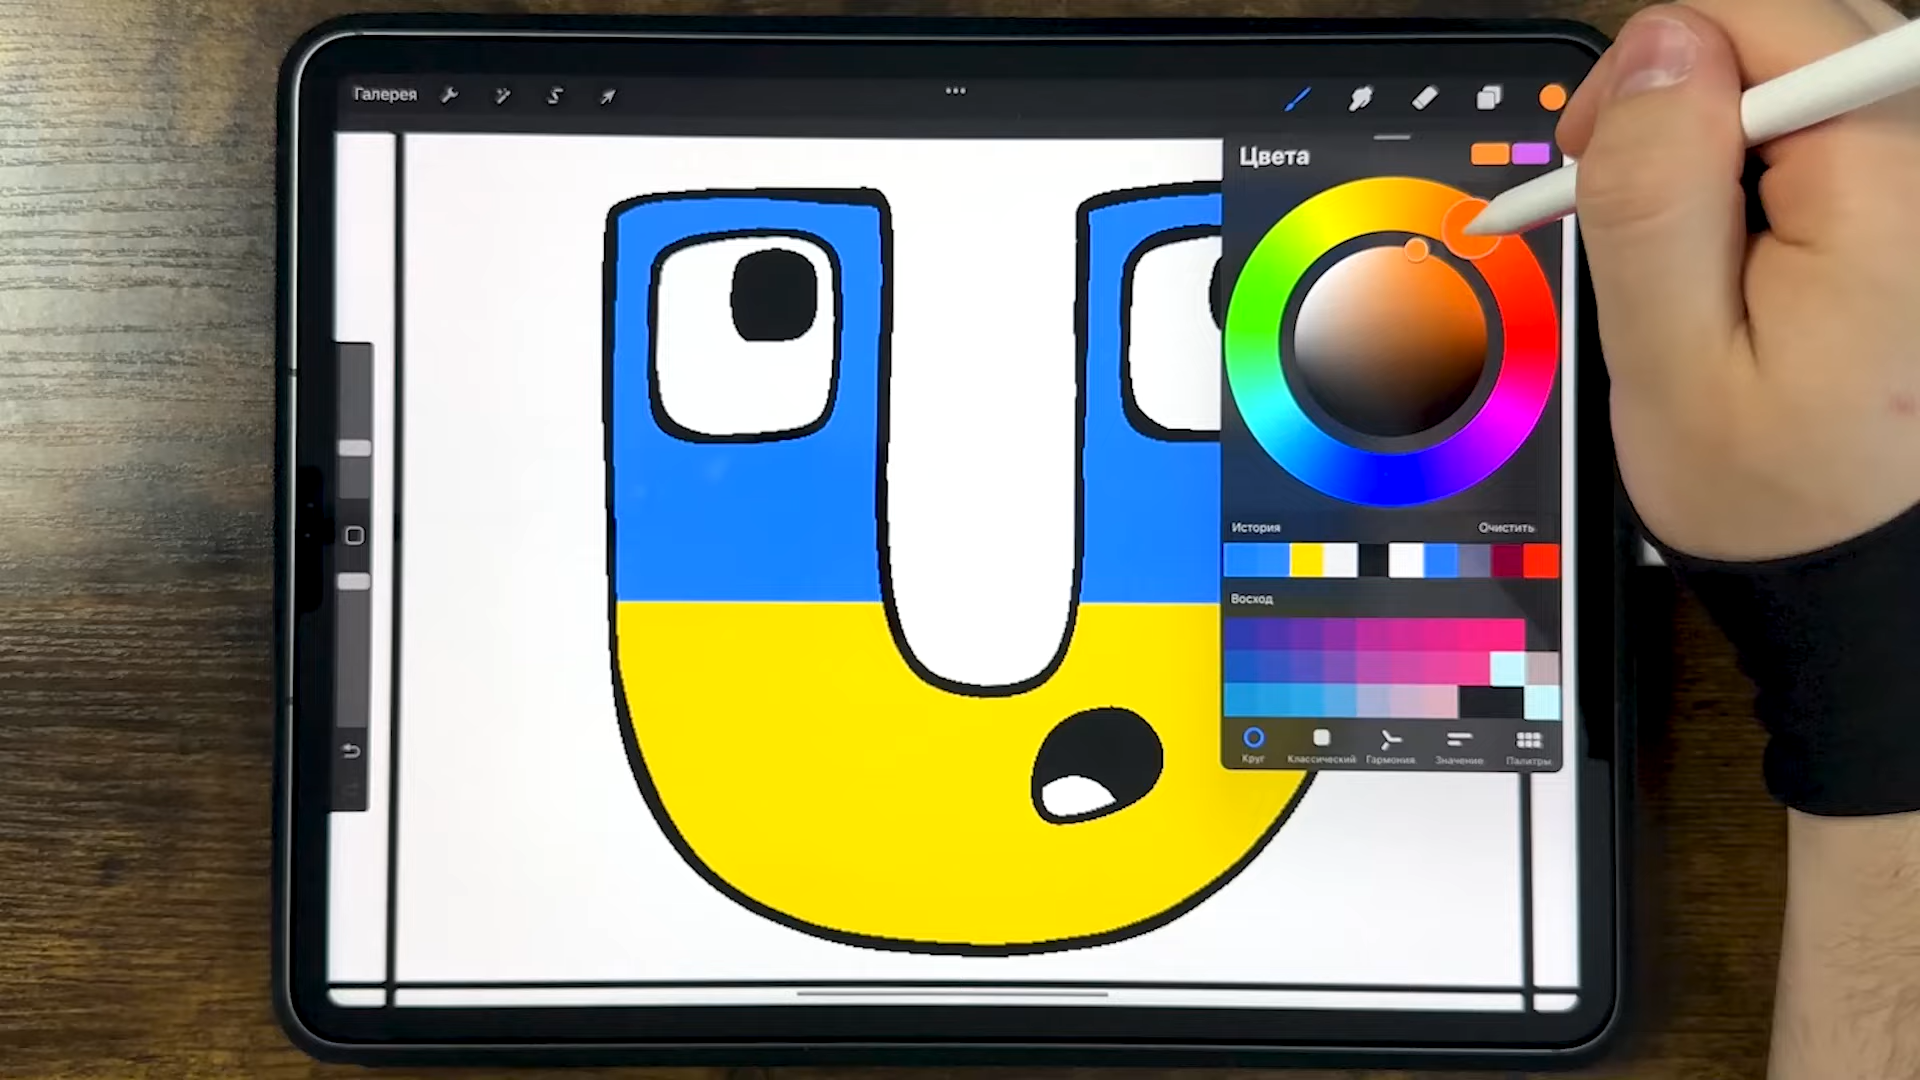 Галерея
Цвета
История Очистить
Восход
Круг Классический Гармония Значение Палитры
U